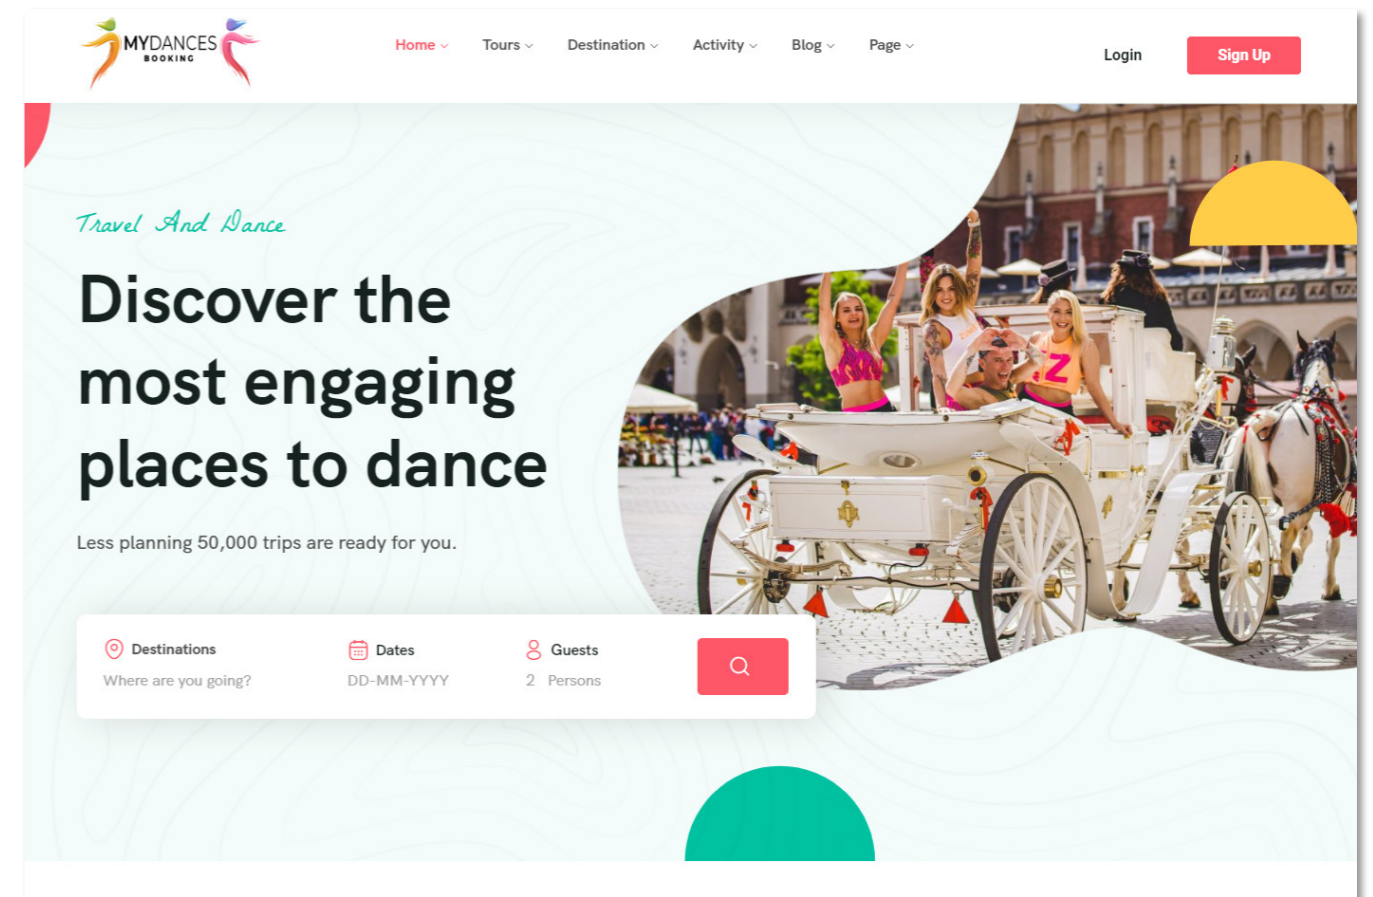 MYDANCES
BOOKING
Home
Tours
Destination
Activity
Blog
Page
Login
Sign Up
Travel And Dance
Discover the
most engaging
places to dance
Less planning 50,000 trips are ready for you.
Destinations
Where are you going?
Dates
DD-MM-YYYY
Guests
2 Persons
Z